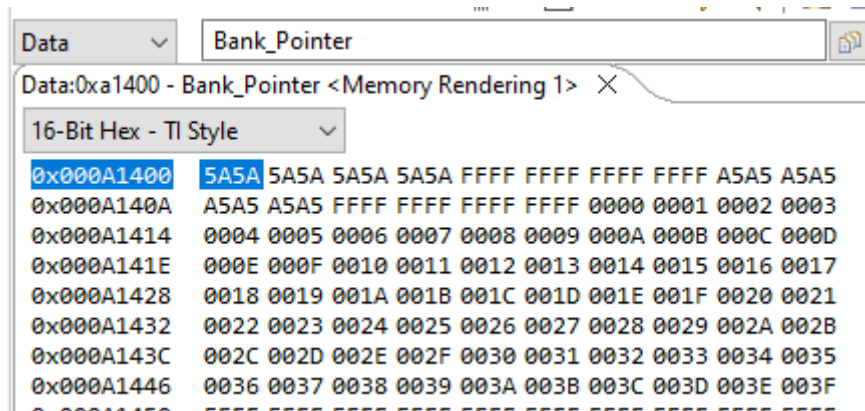 Data Bank_Pointer
Data:0xa1400 - Bank_Pointer <Memory Rendering 1>
16-Bit Hex - TI Style
0x000A1400 5A5A 5A5A 5A5A 5A5A FFFF FFFF FFFF FFFF A5A5 A5A5
0x000A140A A5A5 A5A5 FFFF FFFF FFFF FFFF 0000 0001 0002 0003
0x000A1414 0004 0005 0006 0007 0008 0009 000A 000B 000C 000D
0x000A141E 000E 000F 0010 0011 0012 0013 0014 0015 0016 0017
0x000A1428 0018 0019 001A 001B 001C 001D 001E 001F 0020 0021
0x000A1432 0022 0023 0024 0025 0026 0027 0028 0029 002A 002B
0x000A143C 002C 002D 002E 002F 0030 0031 0032 0033 0034 0035
0x000A1446 0036 0037 0038 0039 003A 003B 003C 003D 003E 003F